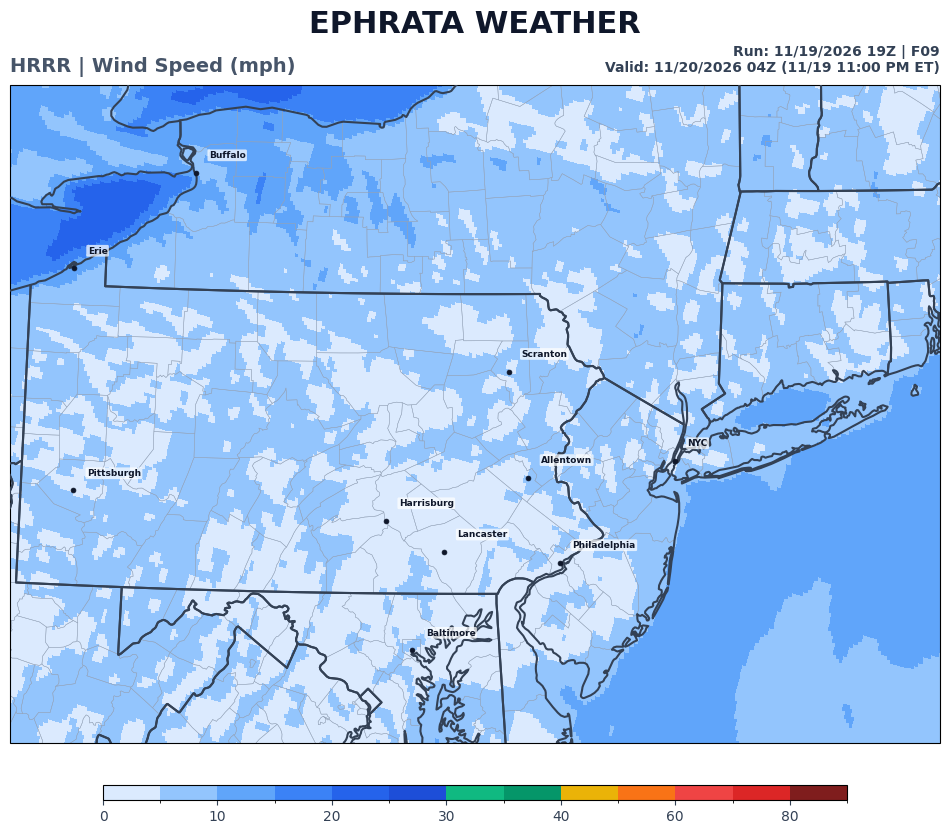 EPHRATA WEATHER
HRRR | Wind Speed (mph)
Run: 11/19/2026 19Z | F09
Valid: 11/20/2026 04Z (11/19 11:00 PM ET)
Buffalo
Erie
Scranton
NYC
Allentown
Pittsburgh
Harrisburg
Lancaster
Philadelphia
Baltimore
0 10 20 30 40 50 60 70 80